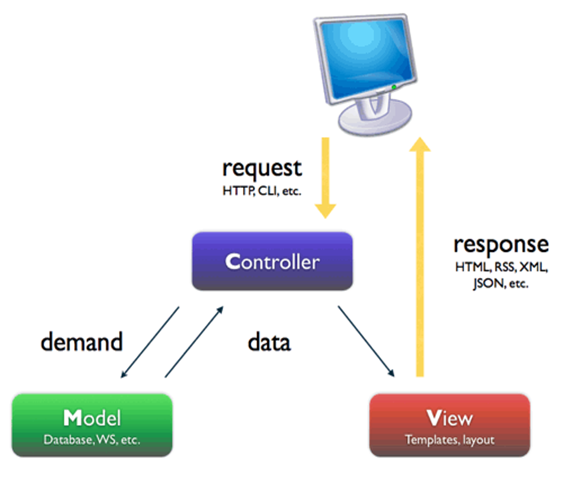 request
HTTP, CLI, etc.
Controller
response
HTML, RSS, XML,
JSON, etc.
demand
data
Model
Database, WS, etc.
View
Templates, layout